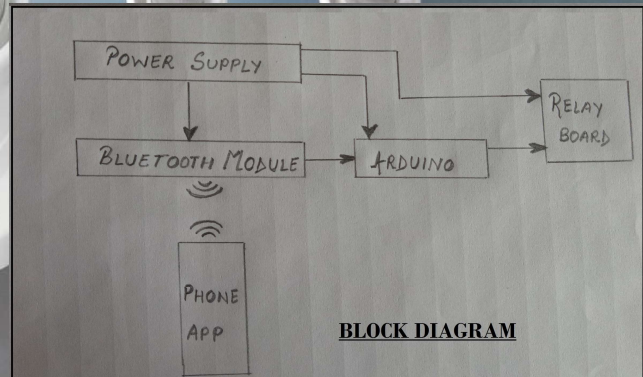 POWER SUPPLY
BLUETOOTH MODULE
ARDUINO
RELAY
BOARD
PHONE
APP
BLOCK DIAGRAM